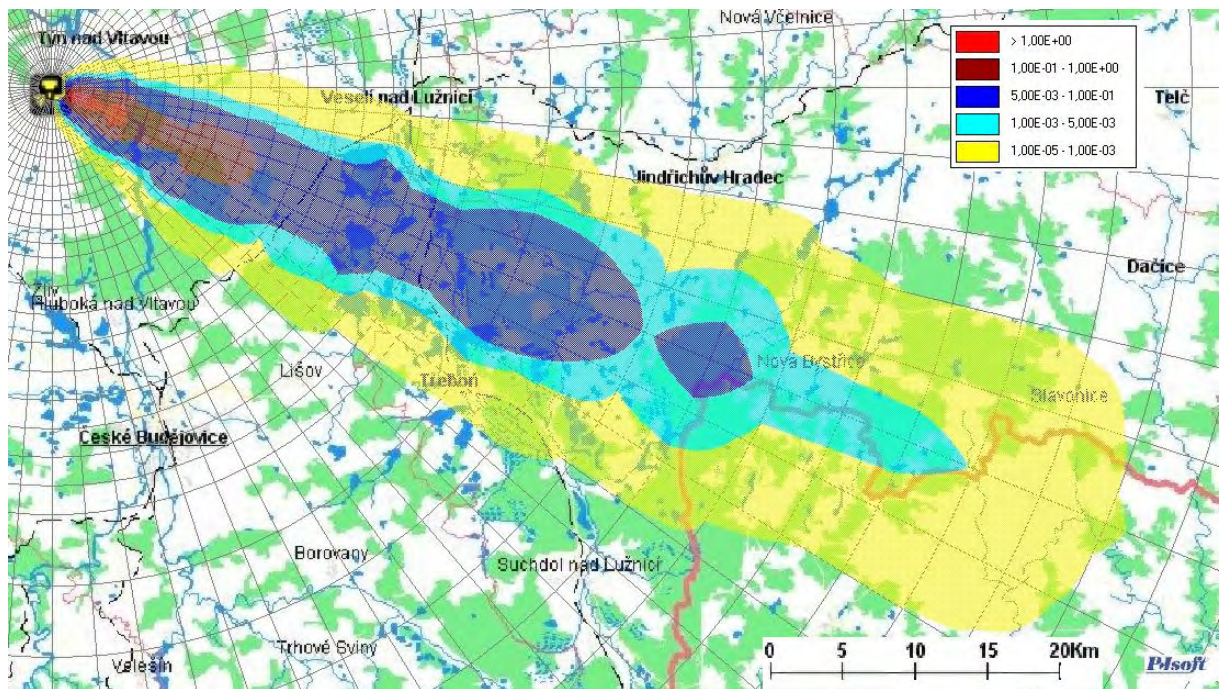 Nová Včelnice
Týn nad Vltavou
> 1,00E+00
1,00E-01 - 1,00E+00
5,00E-03 - 1,00E-01
1,00E-03 - 5,00E-03
1,00E-05 - 1,00E-03
Veselí nad Lužnicí
Telč
Jindřichův Hradec
Dačice
Zliv
Hluboká nad Vltavou
Nová Bystřice
Lišov
Třeboň
Slavonice
České Budějovice
Borovany
Suchdol nad Lužnicí
Trhové Sviny
Velešín
0 5 10 15 20Km